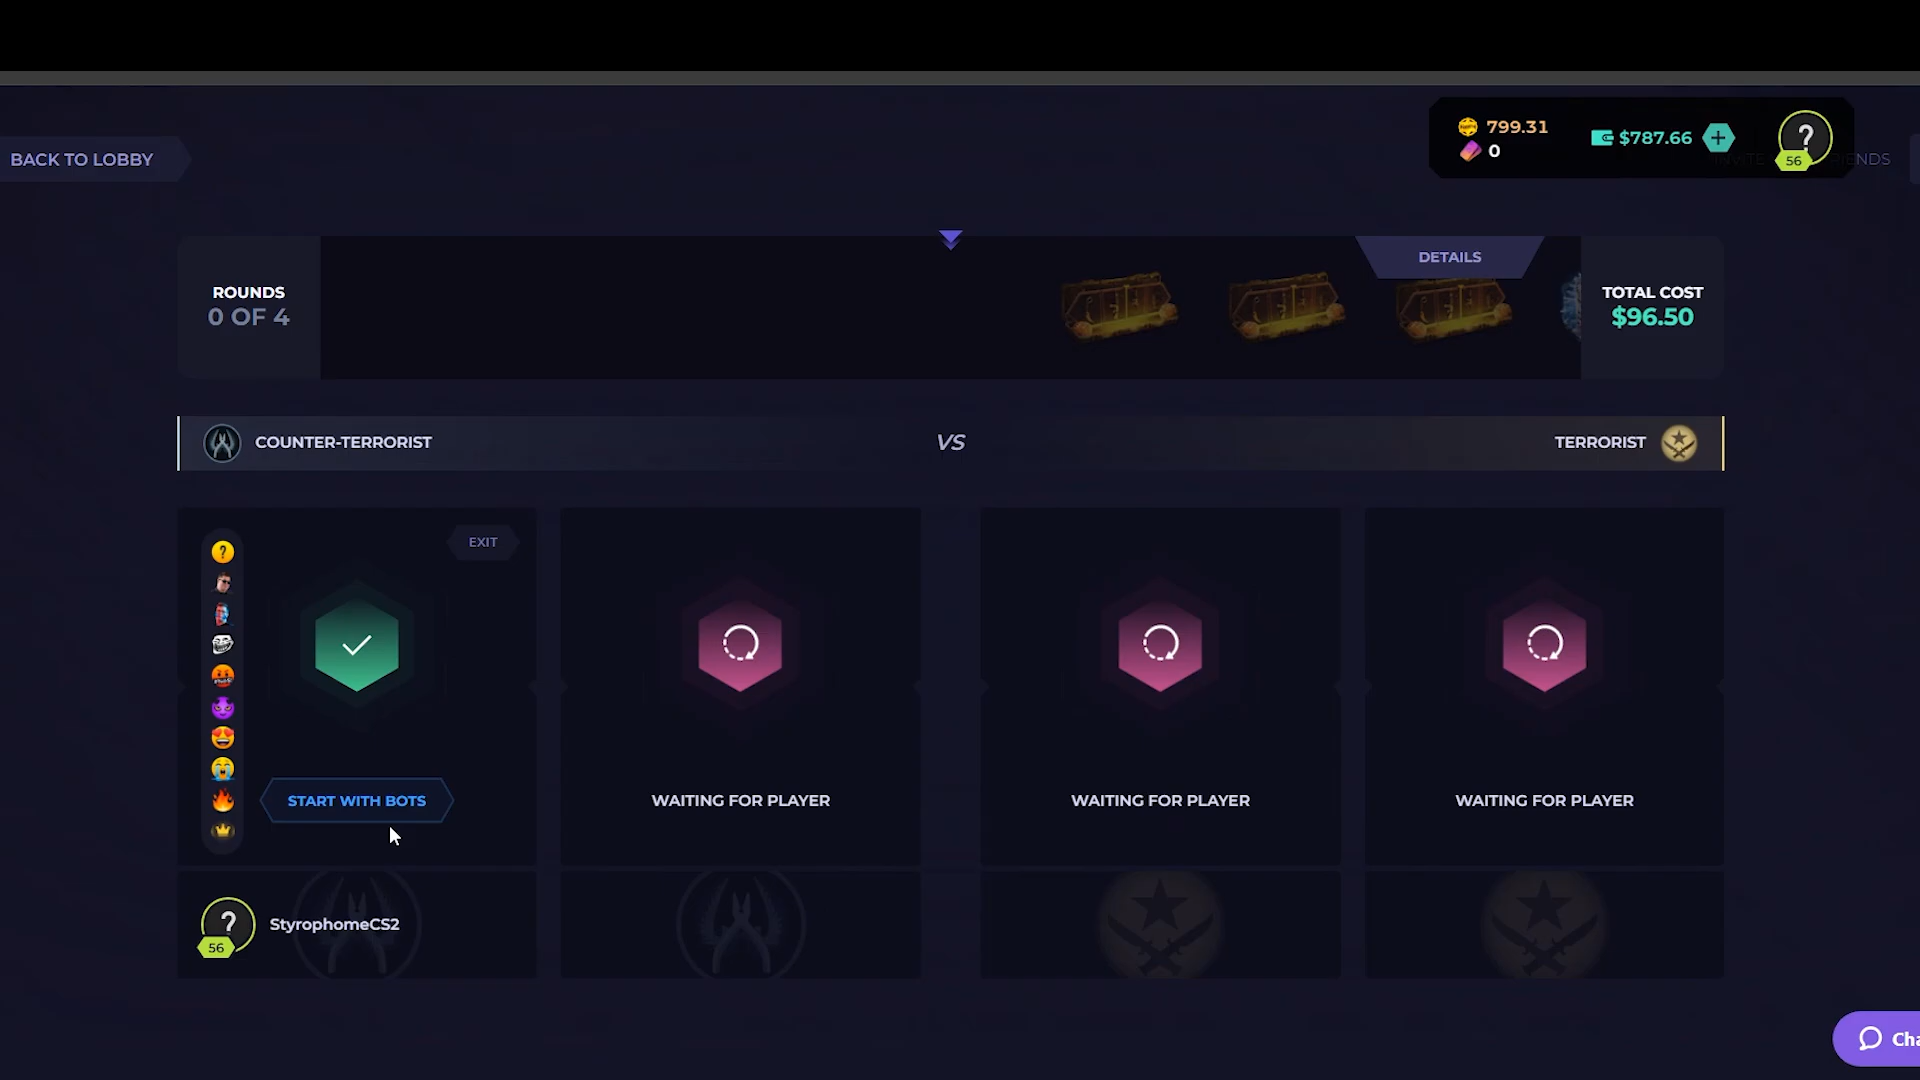 799.31
0
$787.66
56
BACK TO LOBBY
ROUNDS
0 OF 4
DETAILS
TOTAL COST
$96.50
COUNTER-TERRORIST
VS
TERRORIST
EXIT
START WITH BOTS
WAITING FOR PLAYER
WAITING FOR PLAYER
WAITING FOR PLAYER
StyrophomeCS2
56